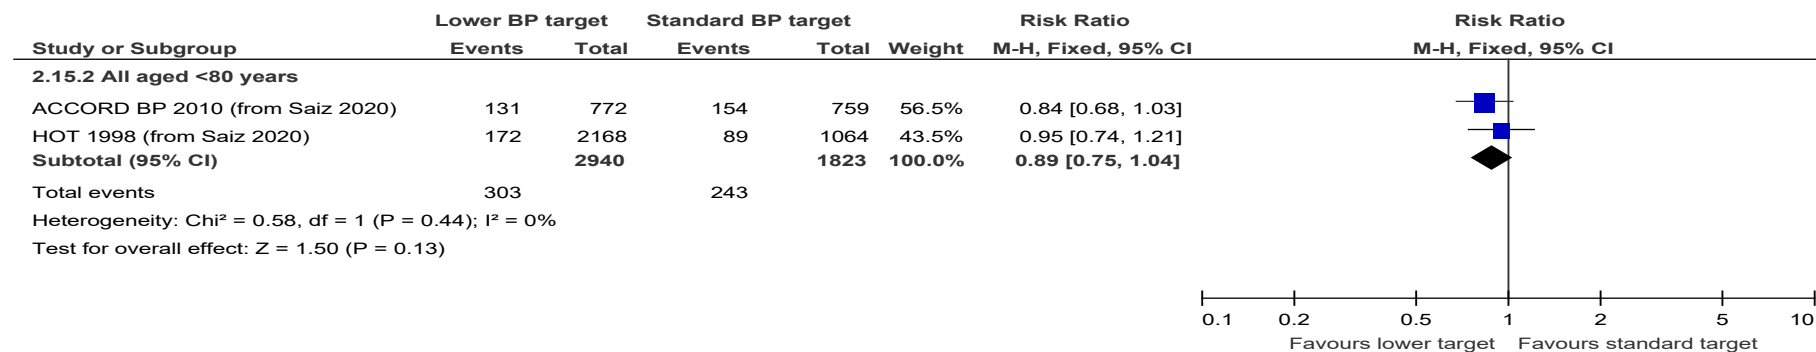 Lower BP target Standard BP target Risk Ratio Risk Ratio
Study or Subgroup Events Total Events Total Weight M-H, Fixed, 95% CI M-H, Fixed, 95% CI
2.15.2 All aged <80 years
ACCORD BP 2010 (from Saiz 2020) 131 772 154 759 56.5% 0.84 [0.68, 1.03]
HOT 1998 (from Saiz 2020) 172 2168 89 1064 43.5% 0.95 [0.74, 1.21]
Subtotal (95% CI) 2940 1823 100.0% 0.89 [0.75, 1.04]
Total events 303 243
Heterogeneity: Chi² = 0.58, df = 1 (P = 0.44); I² = 0%
Test for overall effect: Z = 1.50 (P = 0.13)
0.1 0.2 0.5 1 2 5 10
Favours lower target Favours standard target